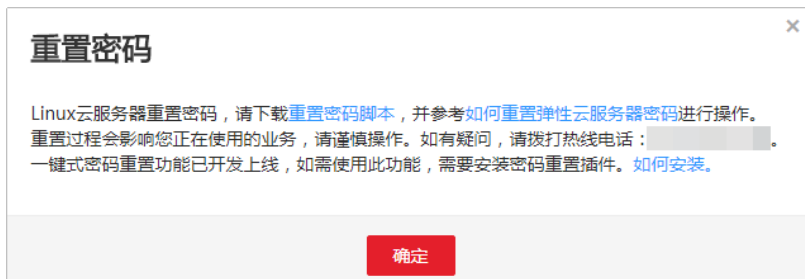 重置密码
Linux云服务器重置密码，请下载重置密码脚本，并参考如何重置弹性云服务器密码进行操作。
重置过程会影响您正在使用的业务，请谨慎操作。如有疑问，请拨打热线电话：。
一键式密码重置功能已开发上线，如需使用此功能，需要安装密码重置插件。如何安装。
确定